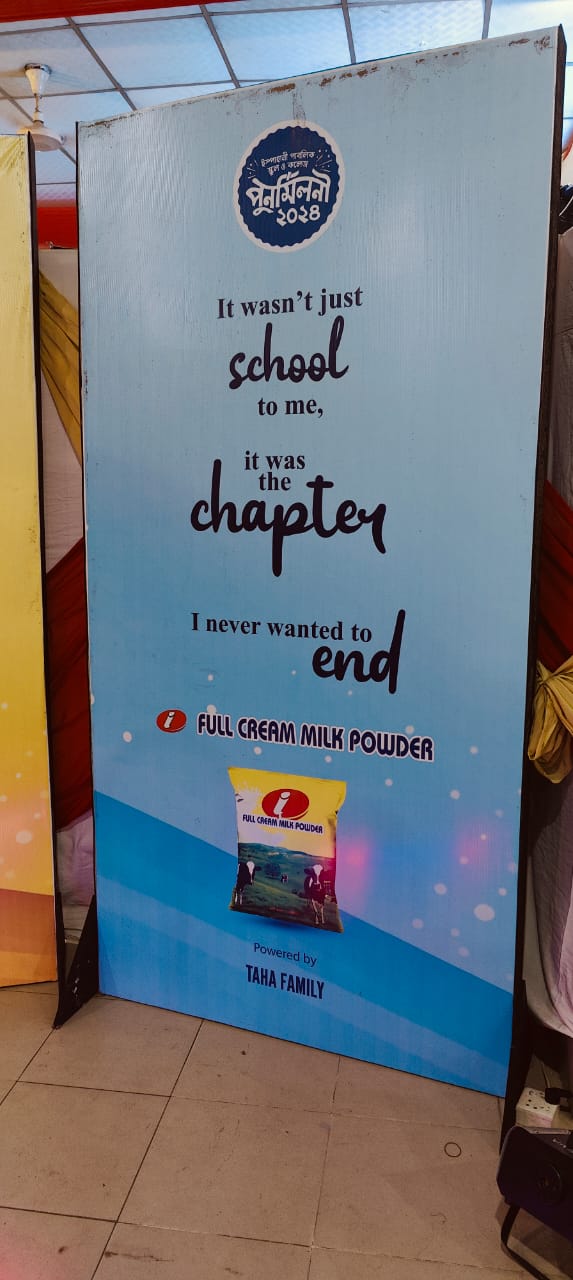 ইস্পাহানী পাবলিক
স্কুল ও কলেজ
পুনর্মিলনী
২০২৪
It wasn't just
school
to me,
it was
the
chapter
I never wanted to
end
i FULL CREAM MILK POWDER
i
FULL CREAM MILK POWDER
Powered by
TAHA FAMILY